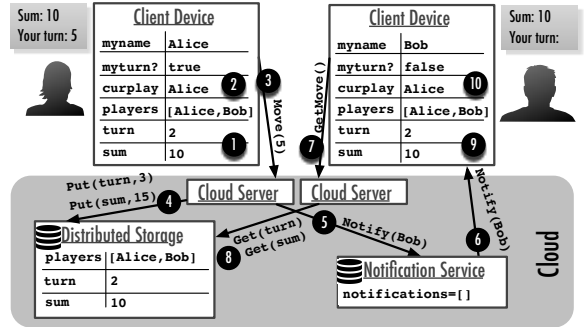 Sum: 10
Your turn: 5
Client Device
myname Alice
myturn? true
curplay Alice
players [Alice,Bob]
turn 2
sum 10
2
1
3
Move(5)
Client Device
myname Bob
myturn? false
curplay Alice
players [Alice,Bob]
turn 2
sum 10
10
9
7
GetMove()
Sum: 10
Your turn:
Put(turn,3)
Put(sum,15)
4
Cloud Server
Cloud Server
Get(turn)
Get(sum)
8
5
Notify(Bob)
6
Notify(Bob)
Distributed Storage
players [Alice,Bob]
turn 2
sum 10
Notification Service
notifications=[]
Cloud